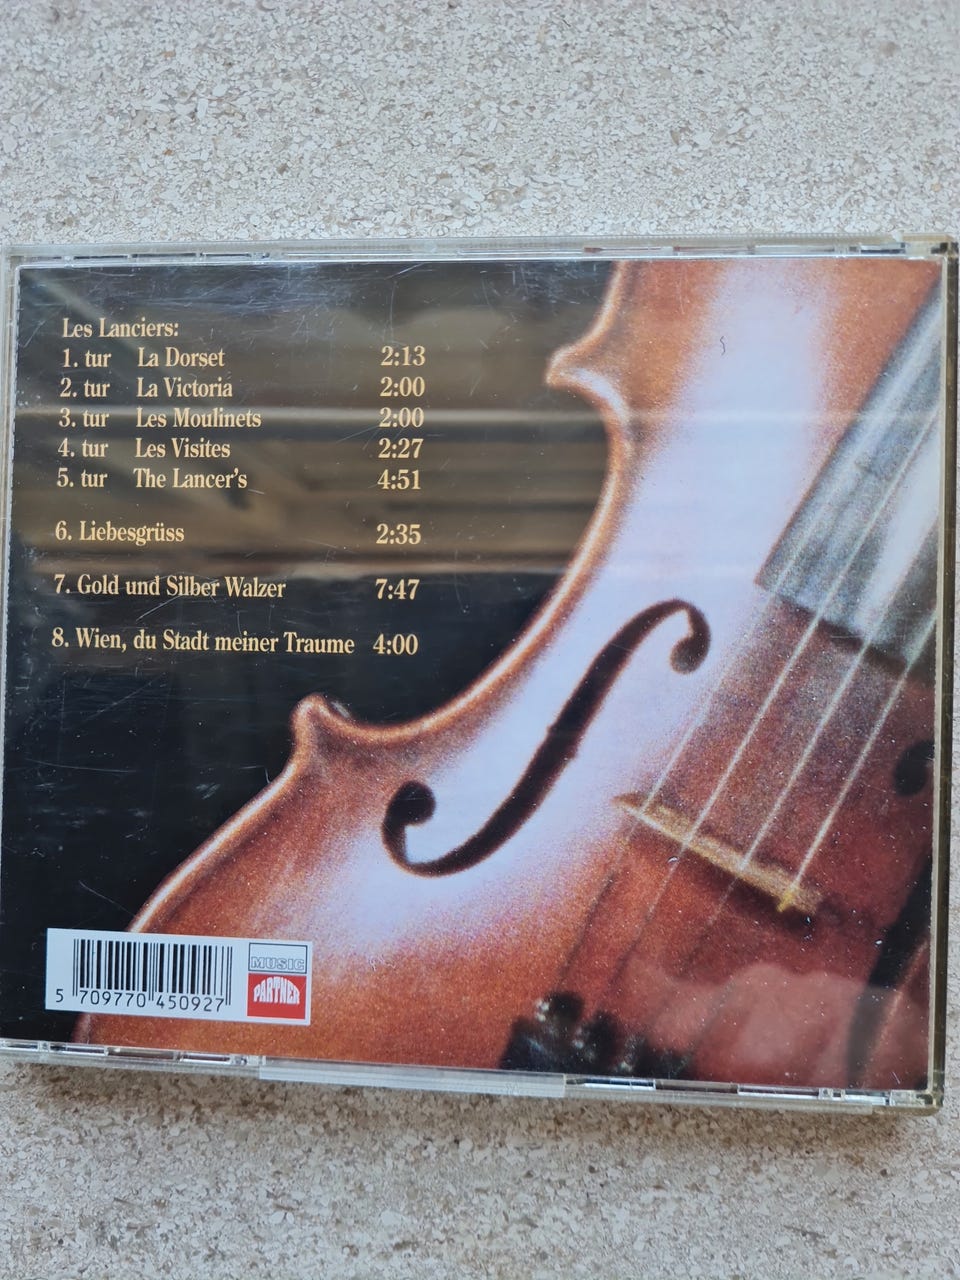 Les Lanciers:
1. tur La Dorset 2:13
2. tur La Victoria 2:00
3. tur Les Moulinets 2:00
4. tur Les Visites 2:27
5. tur The Lancer's 4:51
6. Liebesgrüss 2:35
7. Gold und Silber Walzer 7:47
8. Wien, du Stadt meiner Traume 4:00
MUSIC
PARTNER
5 709770 450927